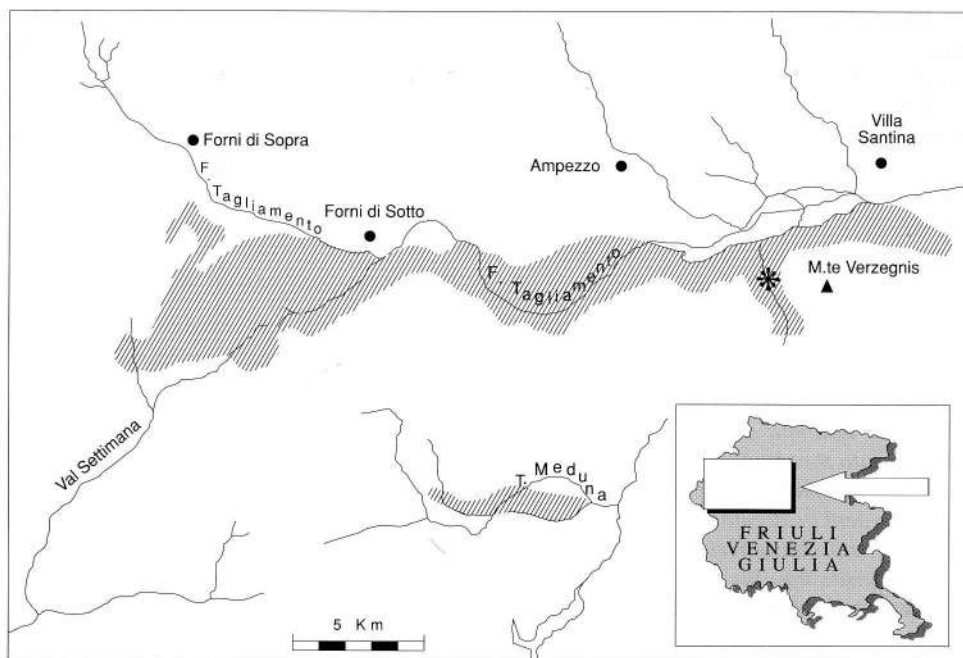 Villa
Santina
Forni di Sopra
Ampezzo
F. Tagliamento
Forni di Sotto
F. Tagliamento
M.te Verzegnis
Val Settimana
T. Meduna
FRIULI
VENEZIA
GIULIA
5 Km